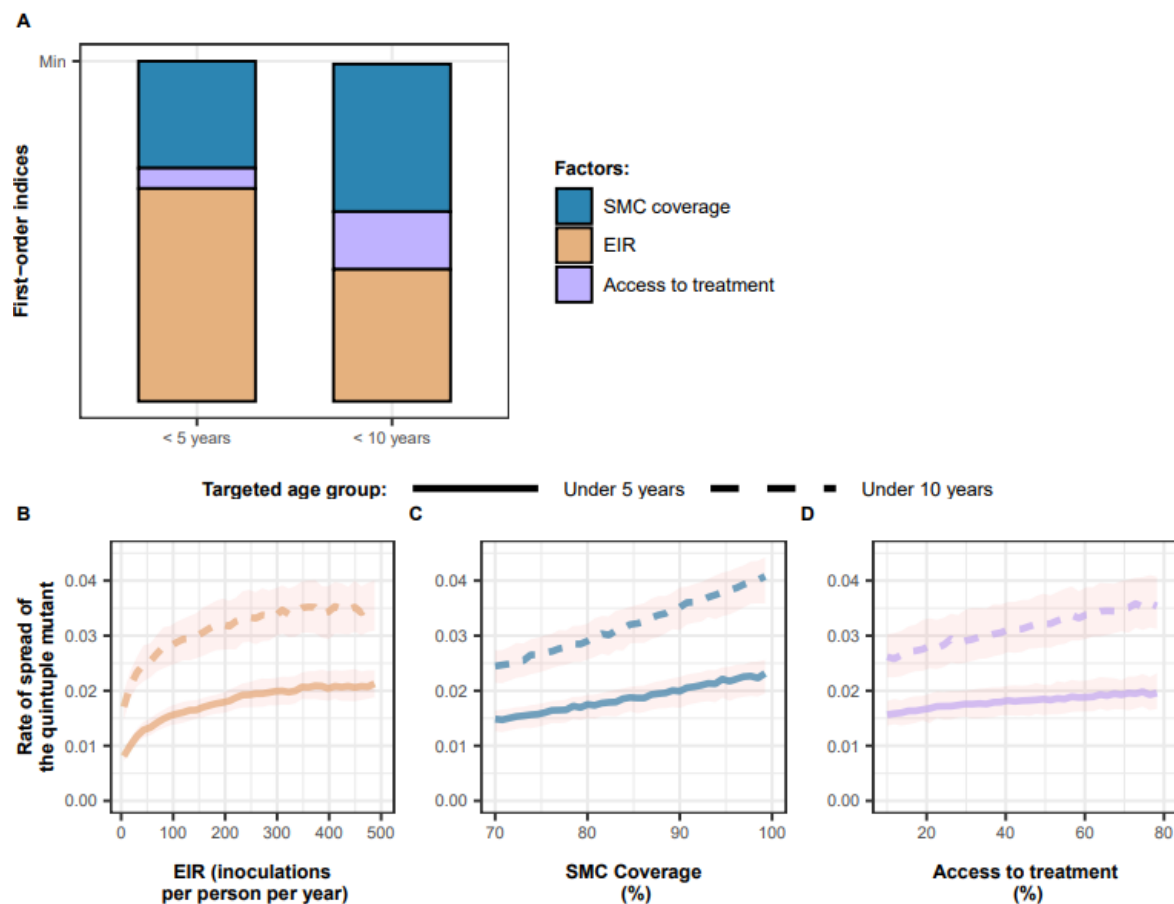 A
Min
First−order indices
< 5 years
< 10 years
Factors:
SMC coverage
EIR
Access to treatment
Targeted age group:
Under 5 years
Under 10 years
B
C
D
Rate of spread of
the quintuple mutant
0.04
0.03
0.02
0.01
0.00
0 100 200 300 400 500
EIR (inoculations
per person per year)
0.04
0.03
0.02
0.01
0.00
70 80 90 100
SMC Coverage
(%)
0.04
0.03
0.02
0.01
0.00
20 40 60 80
Access to treatment
(%)